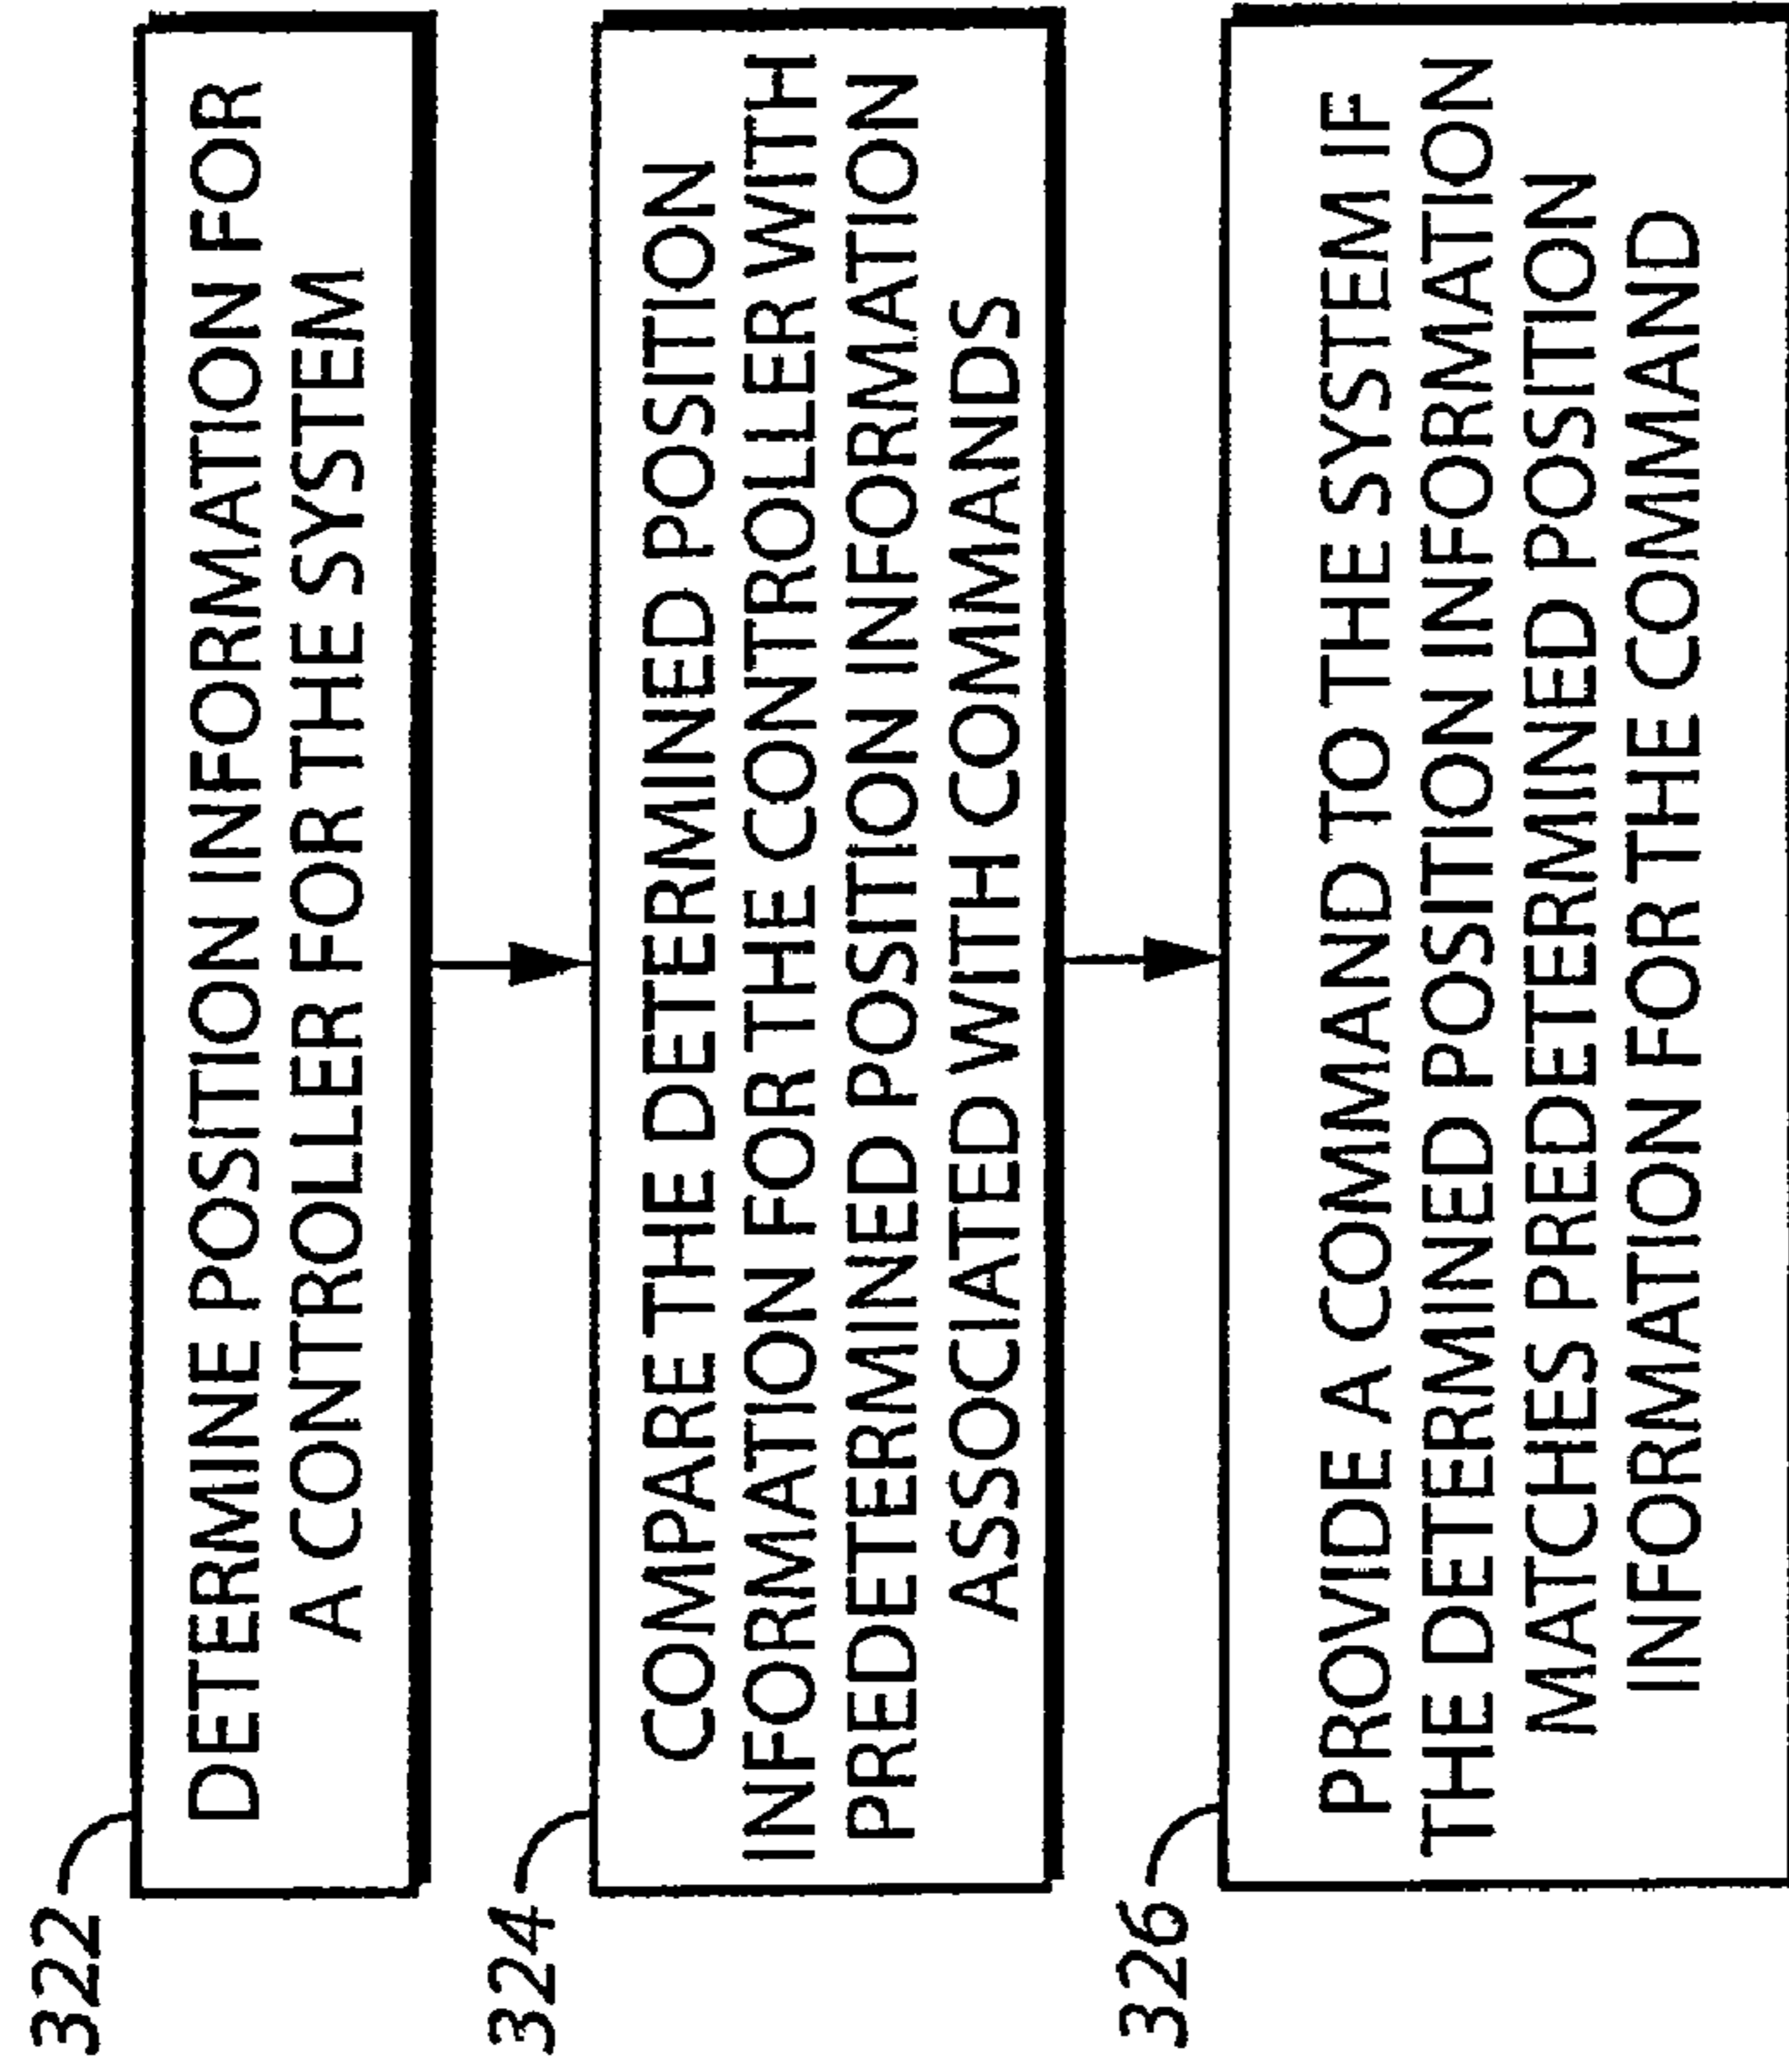 322
DETERMINE POSITION INFORMATION FOR
A CONTROLLER FOR THE SYSTEM
324
COMPARE THE DETERMINED POSITION
INFORMATION FOR THE CONTROLLER WITH
PREDETERMINED POSITION INFORMATION
ASSOCIATED WITH COMMANDS
326
PROVIDE A COMMAND TO THE SYSTEM IF
THE DETERMINED POSITION INFORMATION
MATCHES PREDETERMINED POSITION
INFORMATION FOR THE COMMAND